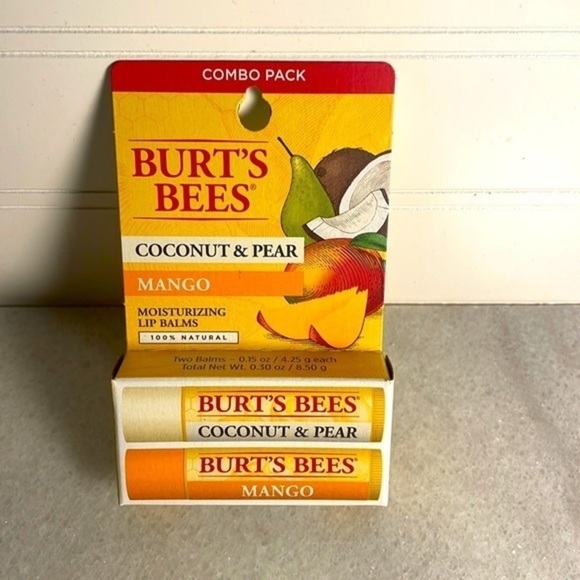 COMBO PACK
BURT'S
BEES®
COCONUT & PEAR
MANGO
MOISTURIZING
LIP BALMS
100% NATURAL
Two Balms – 0.15 oz / 4.25 g each
Total Net Wt. 0.30 oz / 8.50 g
BURT'S BEES®
COCONUT & PEAR
BURT'S BEES®
MANGO